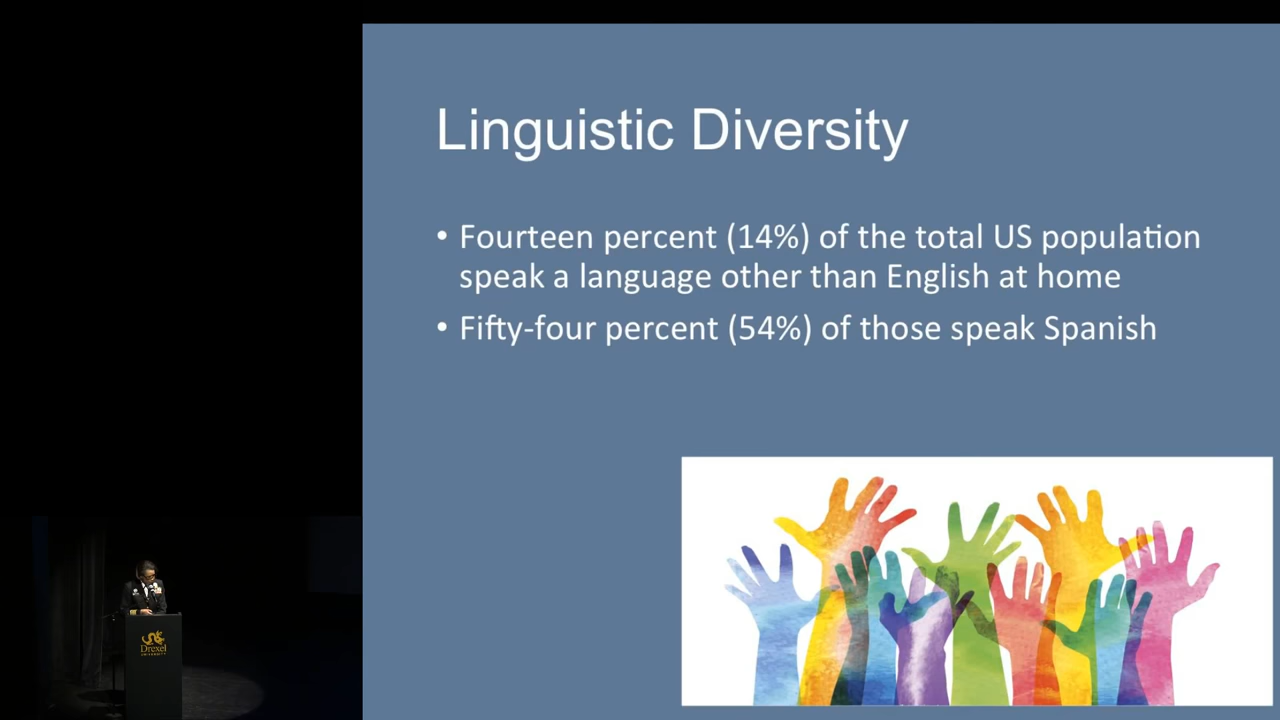 Linguistic Diversity
• Fourteen percent (14%) of the total US population
speak a language other than English at home
• Fifty-four percent (54%) of those speak Spanish
Drexel
UNIVERSITY